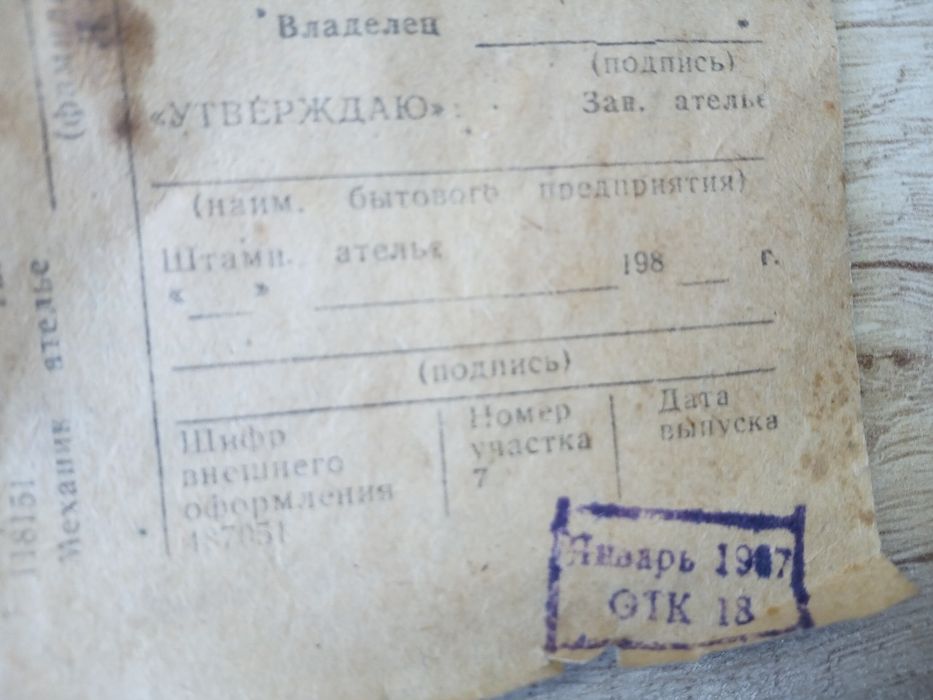 Владелец
(подпись)
«УТВЕРЖДАЮ»: Зав. ателье
(наим. бытового предприятия)
Штамп ателье
« » 198 г.
(подпись)
Шифр внешнего оформления
487051
Номер участка
7
Дата выпуска
Январь 1987
ОТК 18
Механик ателье